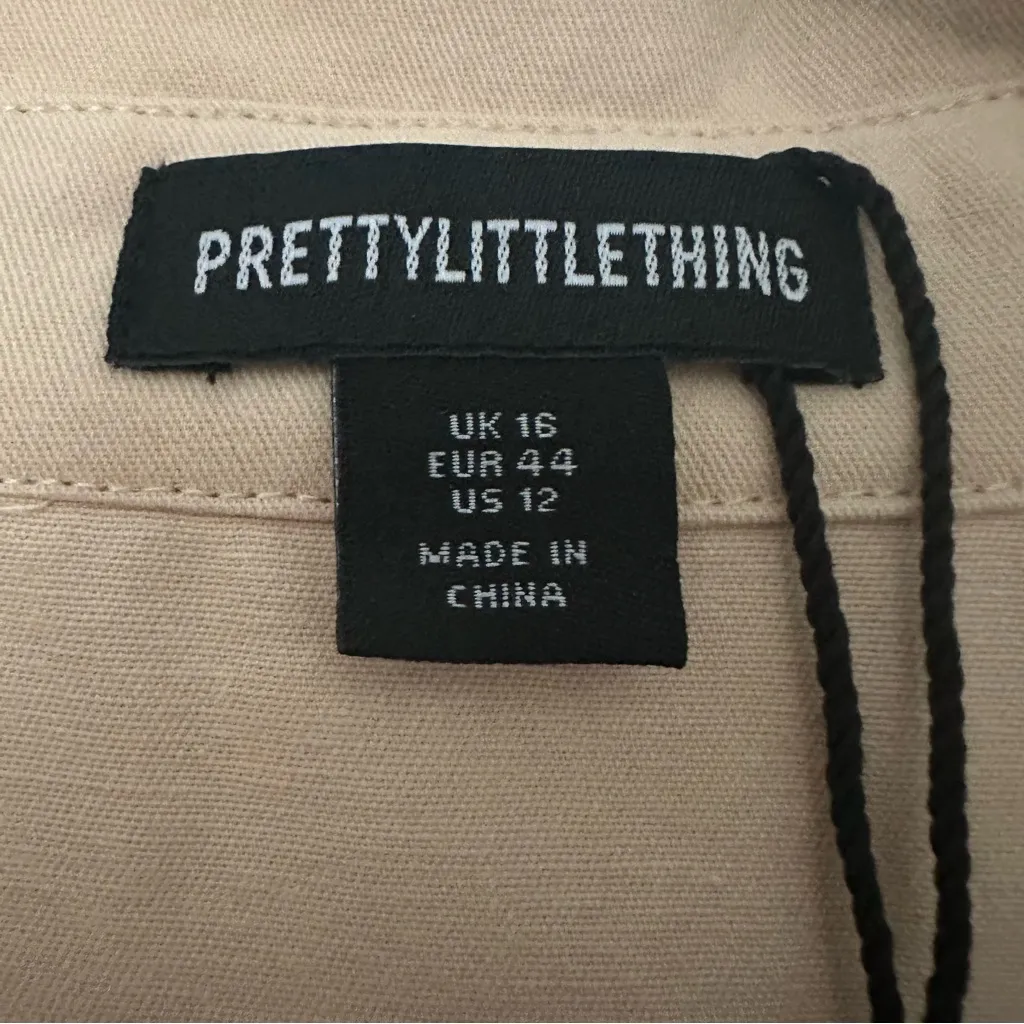 PRETTYLITTLETHING
UK 16
EUR 44
US 12
MADE IN
CHINA